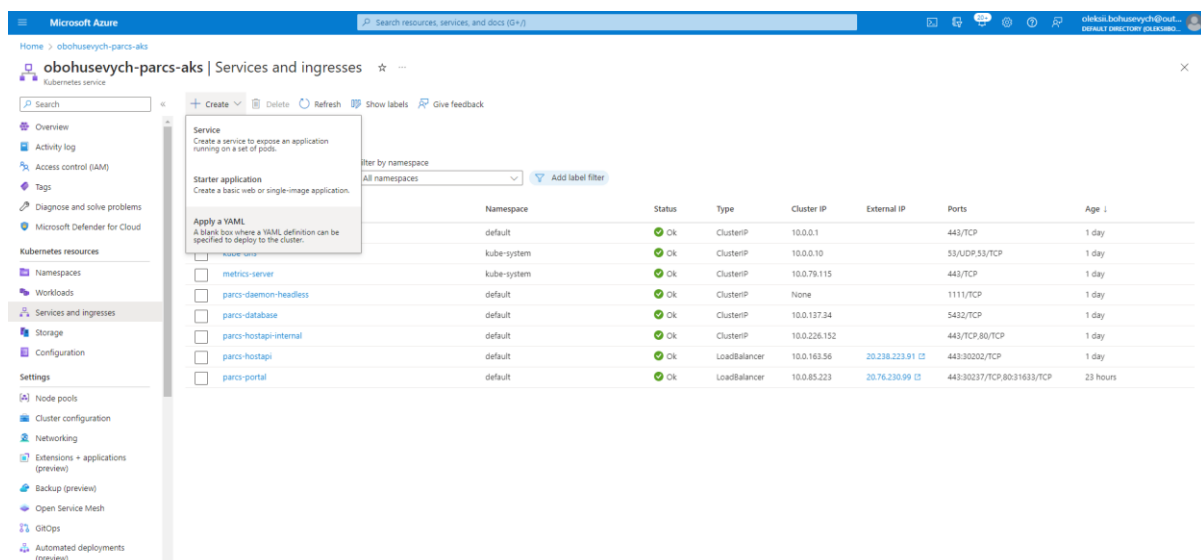 Microsoft Azure
Search resources, services, and docs (G+/)
20+
oleksii.bohusevych@out...
DEFAULT DIRECTORY (OLEKSIIBO...
Home > obohusevych-parcs-aks
obohusevych-parcs-aks | Services and ingresses
Kubernetes service
Search
Create
Delete
Refresh
Show labels
Give feedback
Overview
Activity log
Access control (IAM)
Tags
Diagnose and solve problems
Microsoft Defender for Cloud
Kubernetes resources
Namespaces
Workloads
Services and ingresses
Storage
Configuration
Settings
Node pools
Cluster configuration
Networking
Extensions + applications
(preview)
Backup (preview)
Open Service Mesh
GitOps
Automated deployments
(preview)
Service
Create a service to expose an application
running on a set of pods.
Starter application
Create a basic web or single-image application.
Apply a YAML
A blank box where a YAML definition can be
specified to deploy to the cluster.
ilter by namespace
All namespaces
Add label filter
Namespace Status Type Cluster IP External IP Ports Age ↓
default Ok ClusterIP 10.0.0.1 443/TCP 1 day
kube-dns kube-system Ok ClusterIP 10.0.0.10 53/UDP,53/TCP 1 day
metrics-server kube-system Ok ClusterIP 10.0.79.115 443/TCP 1 day
parcs-daemon-headless default Ok ClusterIP None 1111/TCP 1 day
parcs-database default Ok ClusterIP 10.0.137.34 5432/TCP 1 day
parcs-hostapi-internal default Ok ClusterIP 10.0.226.152 443/TCP,80/TCP 1 day
parcs-hostapi default Ok LoadBalancer 10.0.163.56 20.238.223.91 443:30202/TCP 1 day
parcs-portal default Ok LoadBalancer 10.0.85.223 20.76.230.99 443:30237/TCP,80:31633/TCP 23 hours